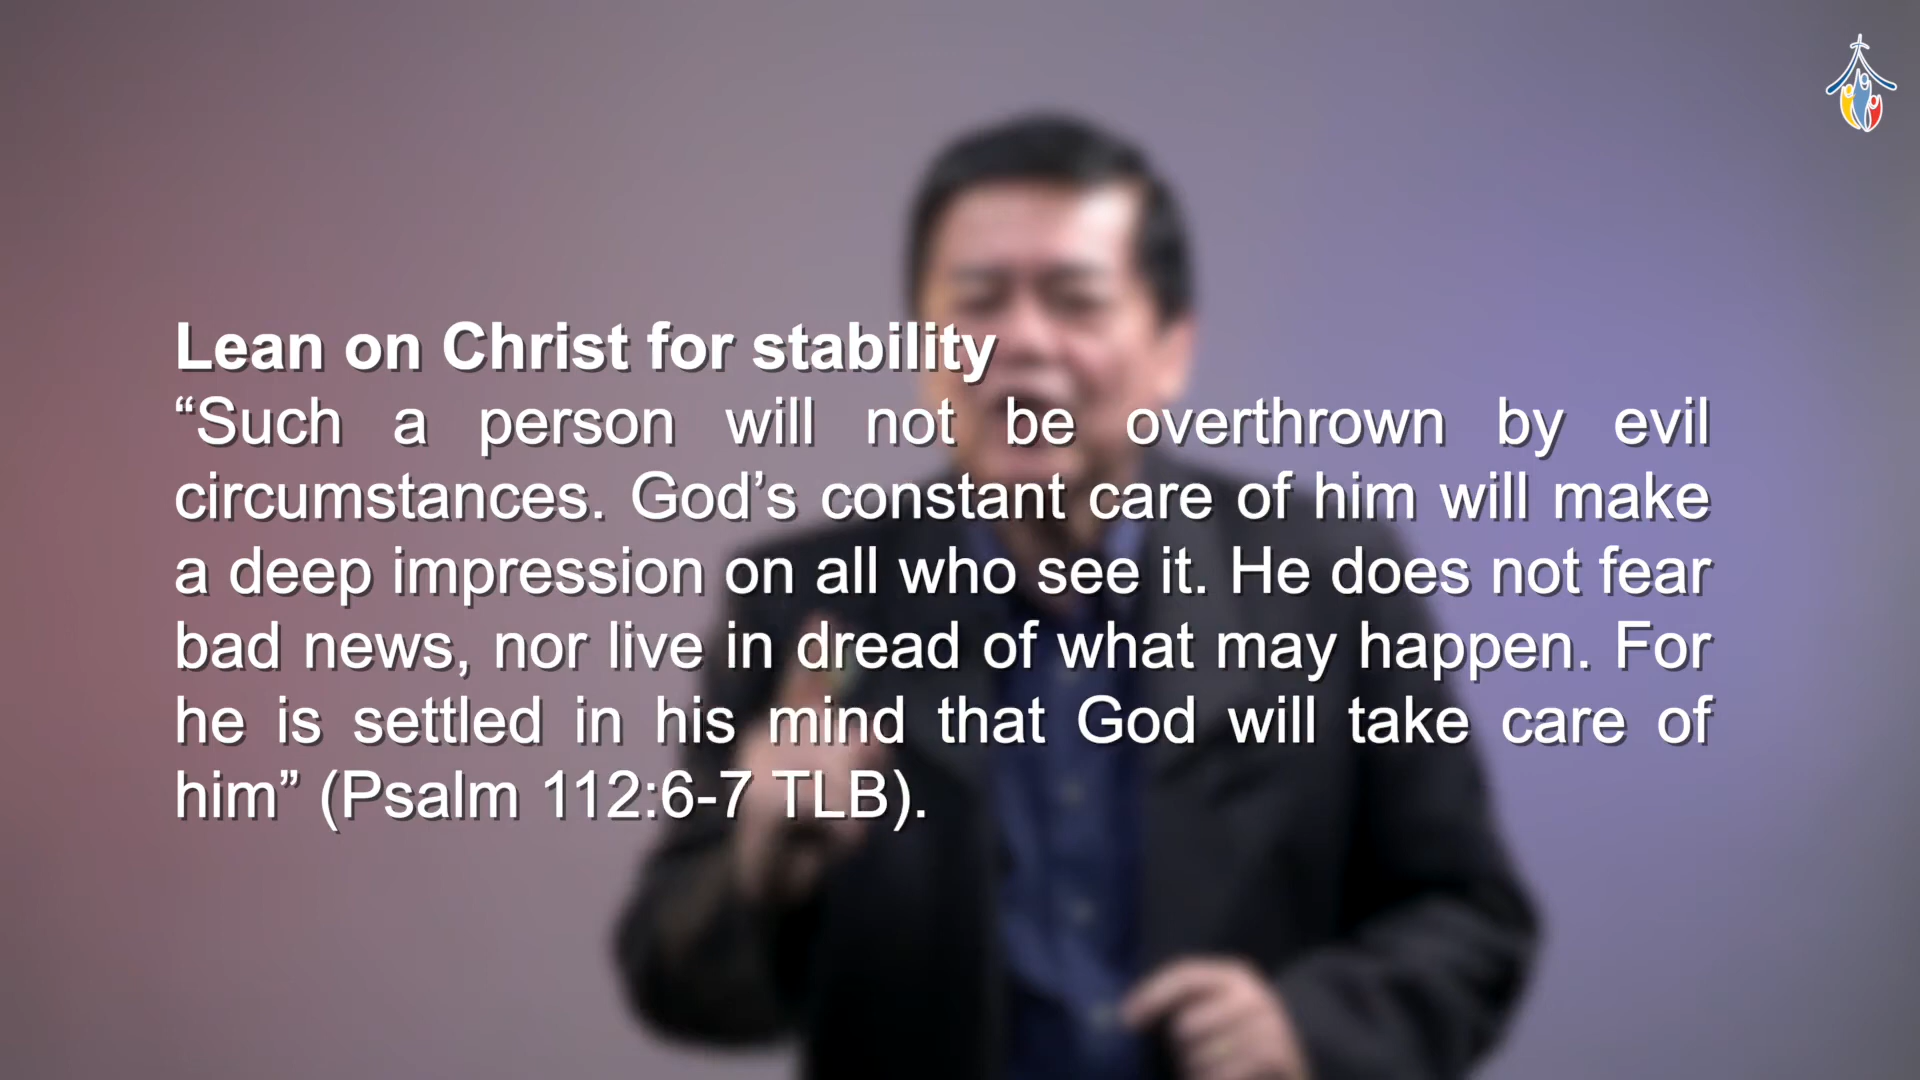 Lean on Christ for stability
“Such a person will not be overthrown by evil
circumstances. God’s constant care of him will make
a deep impression on all who see it. He does not fear
bad news, nor live in dread of what may happen. For
he is settled in his mind that God will take care of
him” (Psalm 112:6-7 TLB).